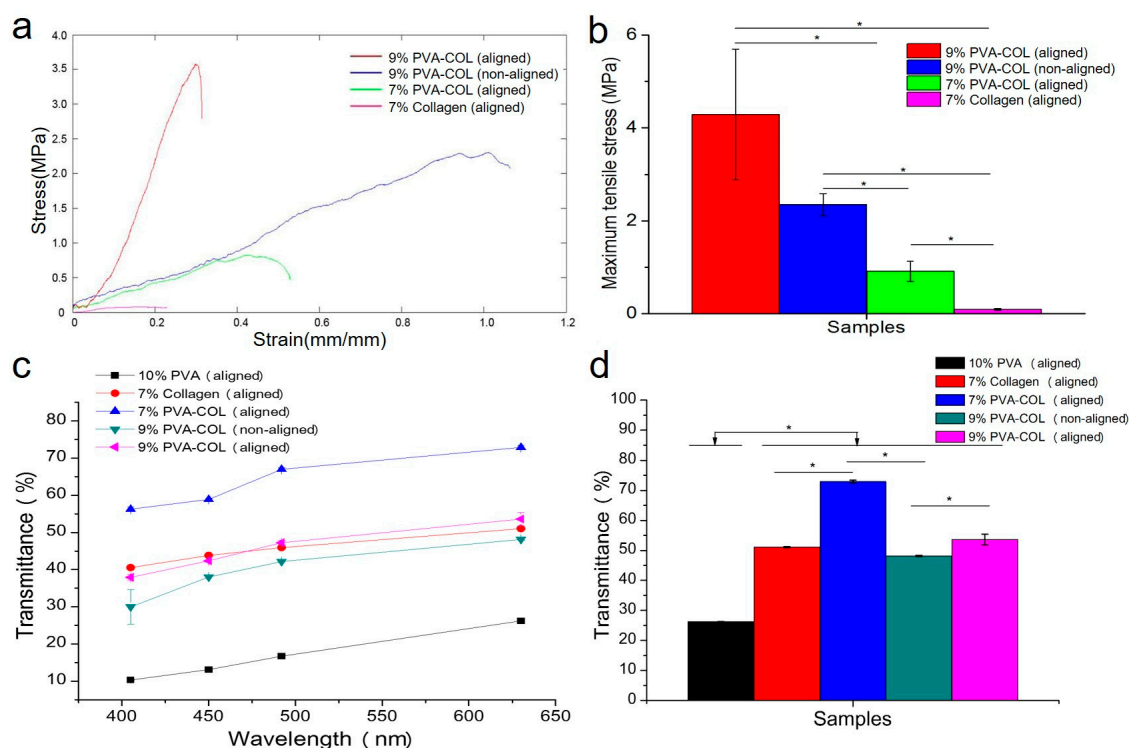 a
4.0
3.5
3.0
2.5
2.0
1.5
1.0
0.5
0
0
0.2
0.4
0.6
0.8
1.0
1.2
Stress(MPa)
Strain(mm/mm)
9% PVA-COL (aligned)
9% PVA-COL (non-aligned)
7% PVA-COL (aligned)
7% Collagen (aligned)
b
6
4
2
0
Maximum tensile stress (MPa)
Samples
9% PVA-COL (aligned)
9% PVA-COL (non-aligned)
7% PVA-COL (aligned)
7% Collagen (aligned)
*
*
*
*
*
c
10% PVA (aligned)
7% Collagen (aligned)
7% PVA-COL (aligned)
9% PVA-COL (non-aligned)
9% PVA-COL (aligned)
80
70
60
50
40
30
20
10
400
450
500
550
600
650
Transmittance (%)
Wavelength (nm)
d
10% PVA (aligned)
7% Collagen (aligned)
7% PVA-COL (aligned)
9% PVA-COL (non-aligned)
9% PVA-COL (aligned)
100
90
80
70
60
50
40
30
20
10
0
Transmittance (%)
Samples
*
*
*
*